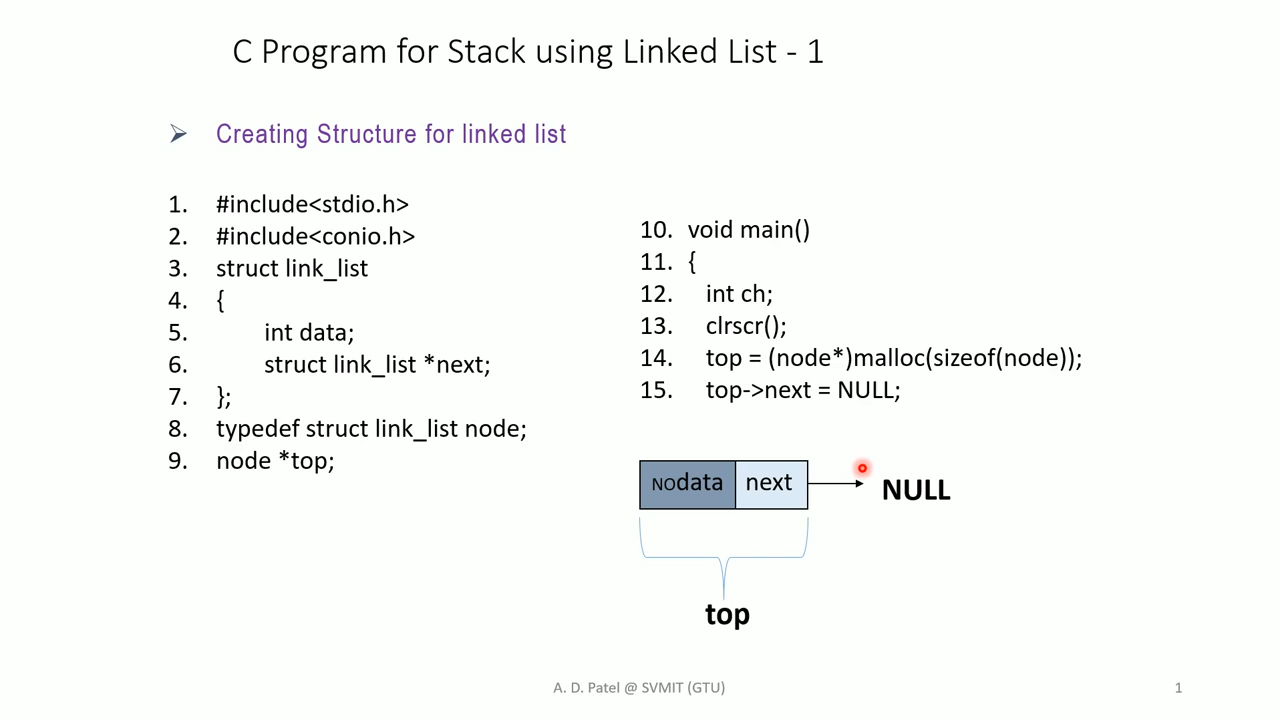 C Program for Stack using Linked List - 1
Creating Structure for linked list
1. #include<stdio.h>
2. #include<conio.h>
3. struct link_list
4. {
5. int data;
6. struct link_list *next;
7. };
8. typedef struct link_list node;
9. node *top;
10. void main()
11. {
12. int ch;
13. clrscr();
14. top = (node*)malloc(sizeof(node));
15. top->next = NULL;
NOdata next NULL
top
A. D. Patel @ SVMIT (GTU) 1